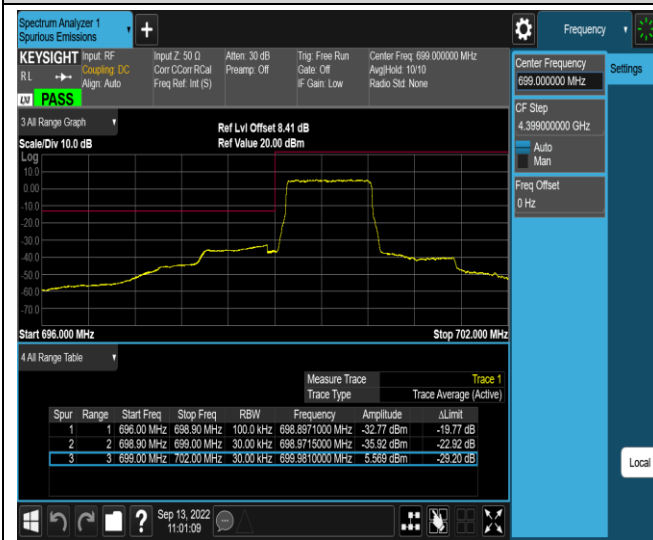 Spectrum Analyzer 1
Spurious Emissions
+
Frequency
KEYSIGHT
R L
LXI
PASS
Input: RF
Coupling: DC
Align: Auto
Input Z: 50 Ω
Corr CCorr RCal
Freq Ref: Int (S)
Atten: 30 dB
Preamp: Off
Trig: Free Run
Gate: Off
IF Gain: Low
Center Freq: 699.000000 MHz
Avg|Hold: 10/10
Radio Std: None
Center Frequency
699.000000 MHz
Settings
CF Step
4.399000000 GHz
Auto
Man
Freq Offset
0 Hz
3 All Range Graph
Scale/Div 10.0 dB
Ref Lvl Offset 8.41 dB
Ref Value 20.00 dBm
Log
10.0
0.00
-10.0
-20.0
-30.0
-40.0
-50.0
-60.0
-70.0
Start 696.000 MHz
Stop 702.000 MHz
4 All Range Table
Measure Trace Trace 1
Trace Type Trace Average (Active)
Spur Range Start Freq Stop Freq RBW Frequency Amplitude ΔLimit
1 1 696.00 MHz 698.90 MHz 100.0 kHz 698.8971000 MHz -32.77 dBm -19.77 dB
2 2 698.90 MHz 699.00 MHz 30.00 kHz 698.9715000 MHz -35.92 dBm -22.92 dB
3 3 699.00 MHz 702.00 MHz 30.00 kHz 699.9810000 MHz 5.569 dBm -29.20 dB
Local
?
Sep 13, 2022
11:01:09